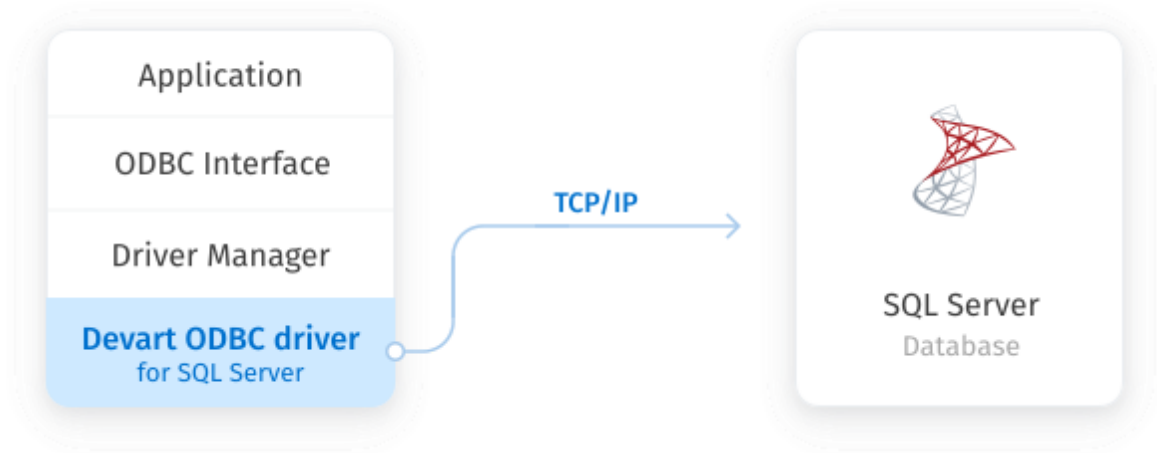 Application
ODBC Interface
Driver Manager
Devart ODBC driver
for SQL Server
TCP/IP
SQL Server
Database